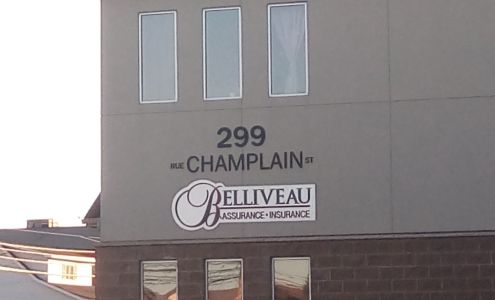 299
RUE CHAMPLAIN ST
BELLIVEAU
ASSURANCE • INSURANCE